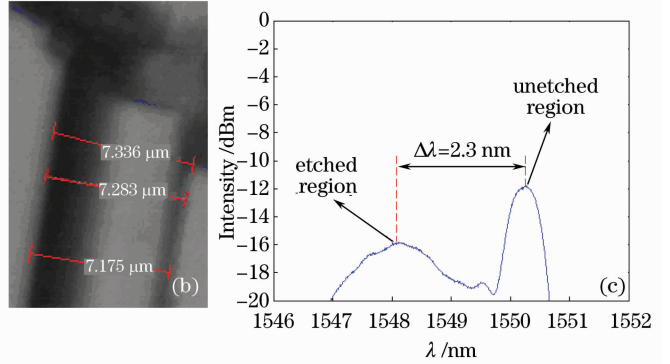 7.336 μm
7.283 μm
7.175 μm
(b)
0
−2
−4
−6
−8
−10
−12
−14
−16
−18
−20
Intensity /dBm
unetched
region
Δλ=2.3 nm
etched
region
(c)
1546 1547 1548 1549 1550 1551 1552
λ /nm